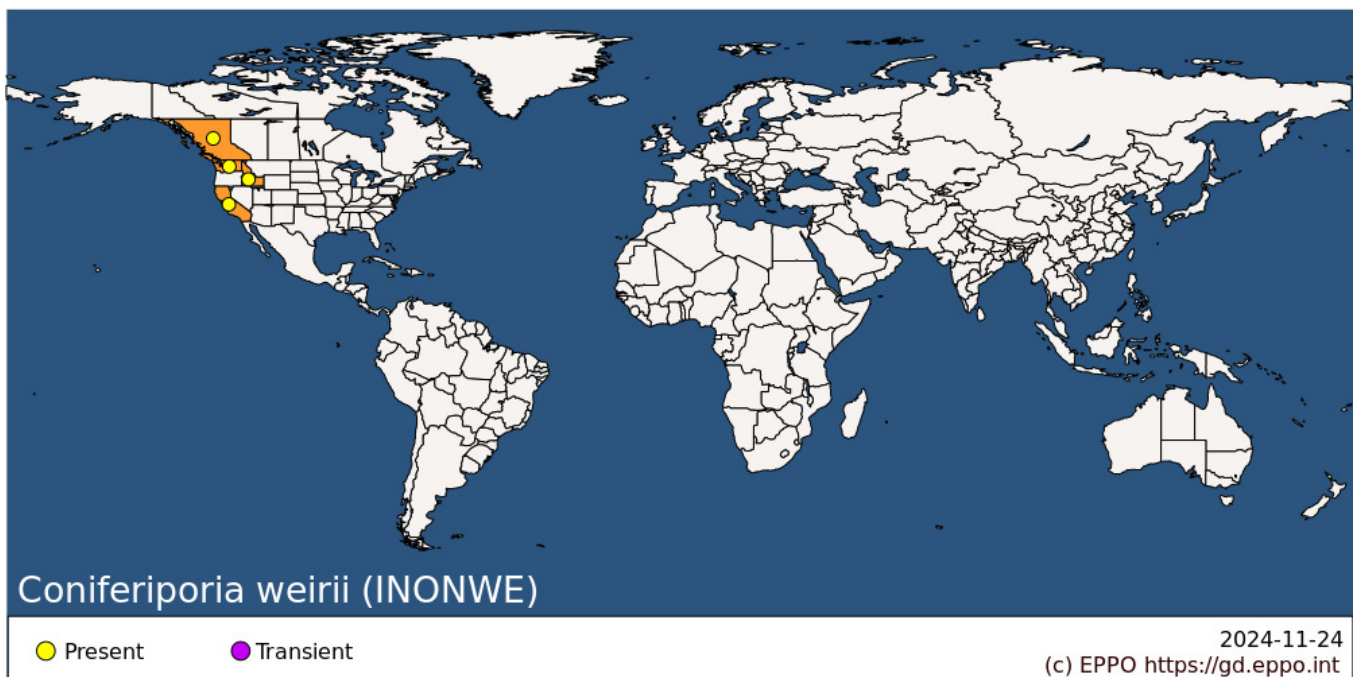 Coniferiporia weirii (INONWE)
Present
Transient
2024-11-24
(c) EPPO https://gd.eppo.int